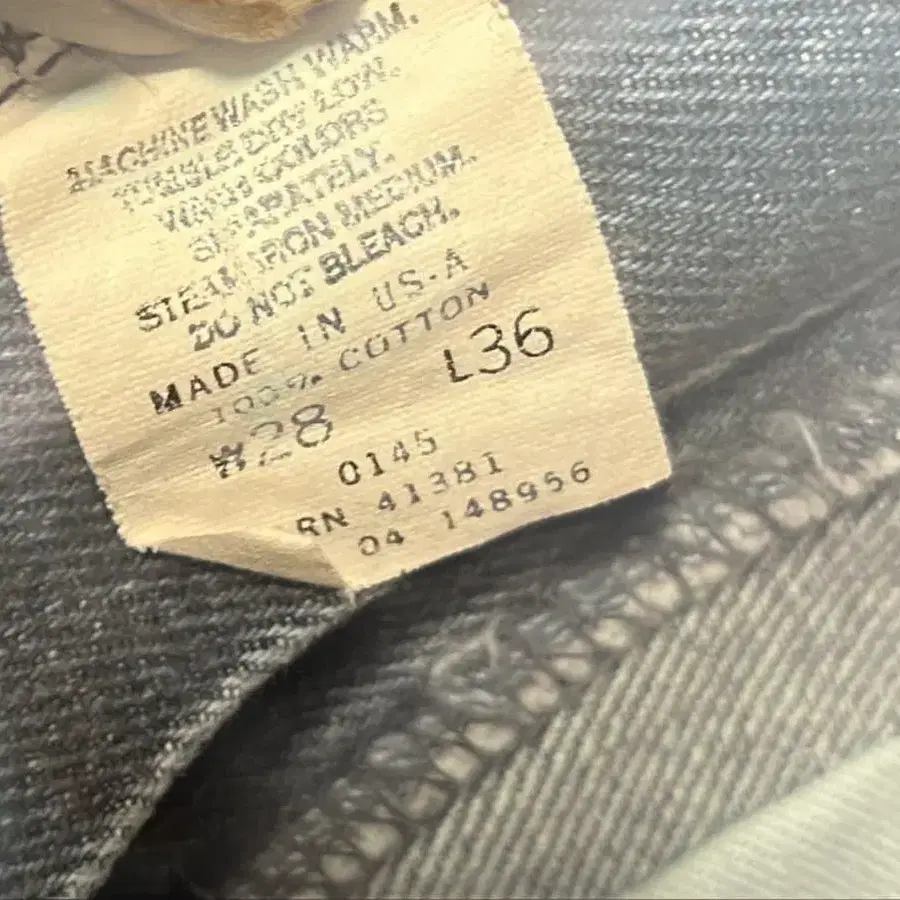 MACHINE WASH WARM.
TUMBLE DRY LOW.
WASH COLORS
SEPARATELY.
STEAM IRON MEDIUM.
DO NOT BLEACH.
MADE IN US-A
100% COTTON
W28 L36
0145
RN 41381
04 148956